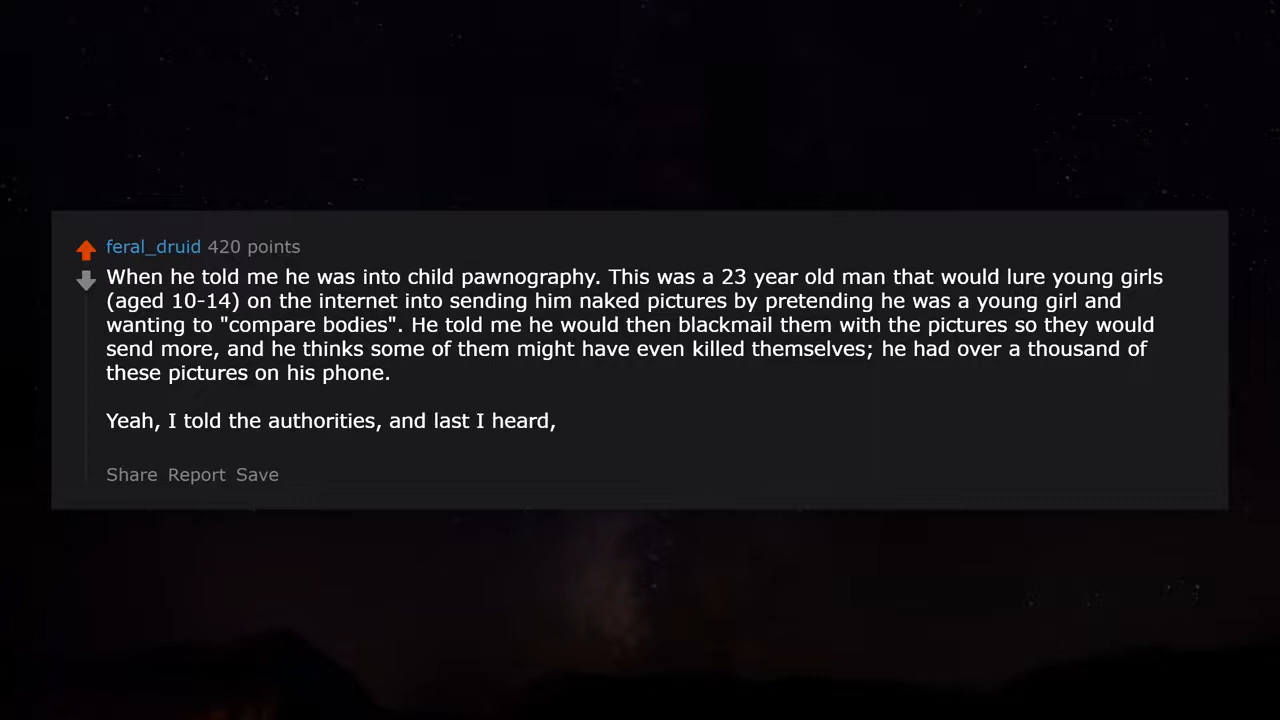 feral_druid 420 points
When he told me he was into child pawnography. This was a 23 year old man that would lure young girls
(aged 10-14) on the internet into sending him naked pictures by pretending he was a young girl and
wanting to "compare bodies". He told me he would then blackmail them with the pictures so they would
send more, and he thinks some of them might have even killed themselves; he had over a thousand of
these pictures on his phone.
Yeah, I told the authorities, and last I heard,
Share Report Save